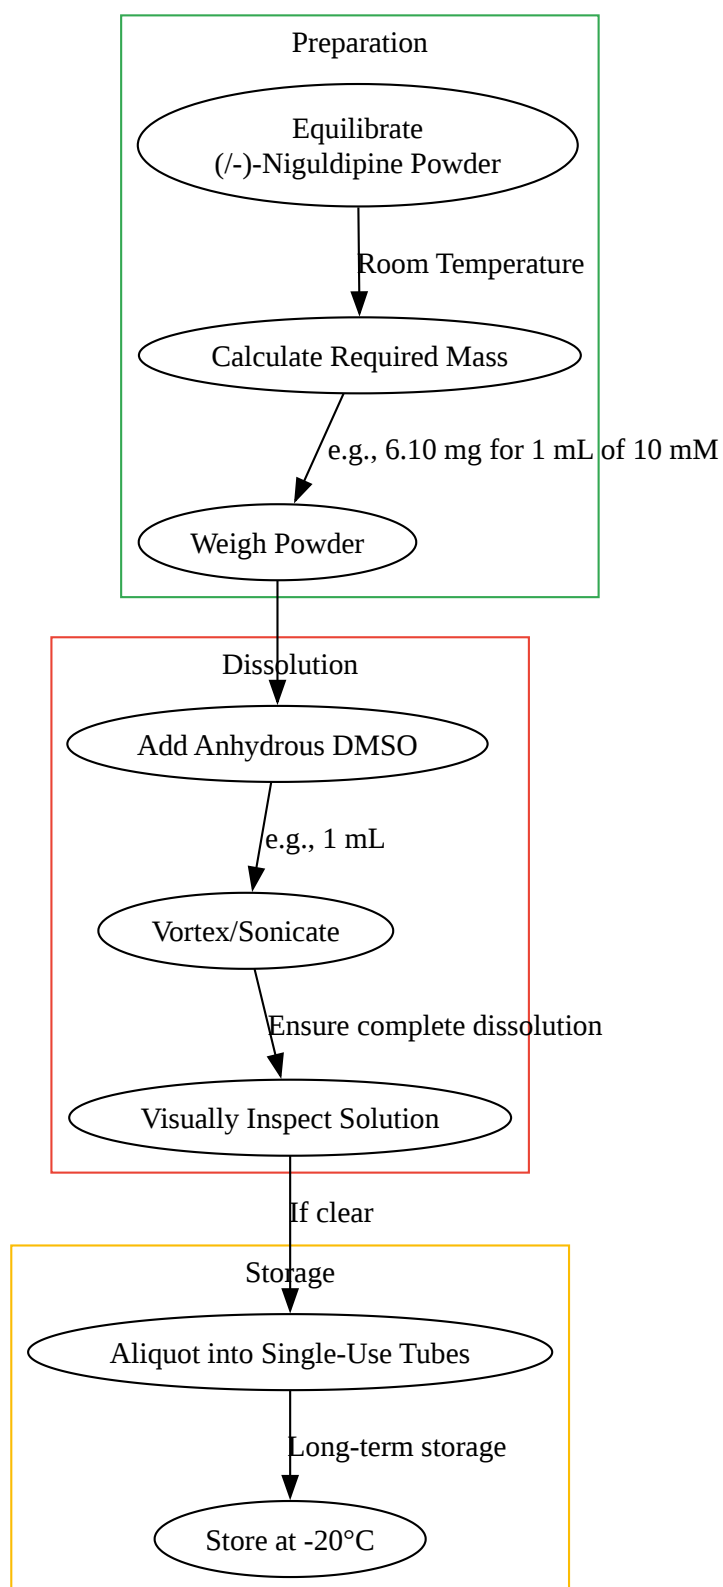 Preparation
Equilibrate
(/-)-Niguldipine Powder
Room Temperature
Calculate Required Mass
e.g., 6.10 mg for 1 mL of 10 mM
Weigh Powder
Dissolution
Add Anhydrous DMSO
e.g., 1 mL
Vortex/Sonicate
Ensure complete dissolution
Visually Inspect Solution
If clear
Storage
Aliquot into Single-Use Tubes
Long-term storage
Store at -20°C